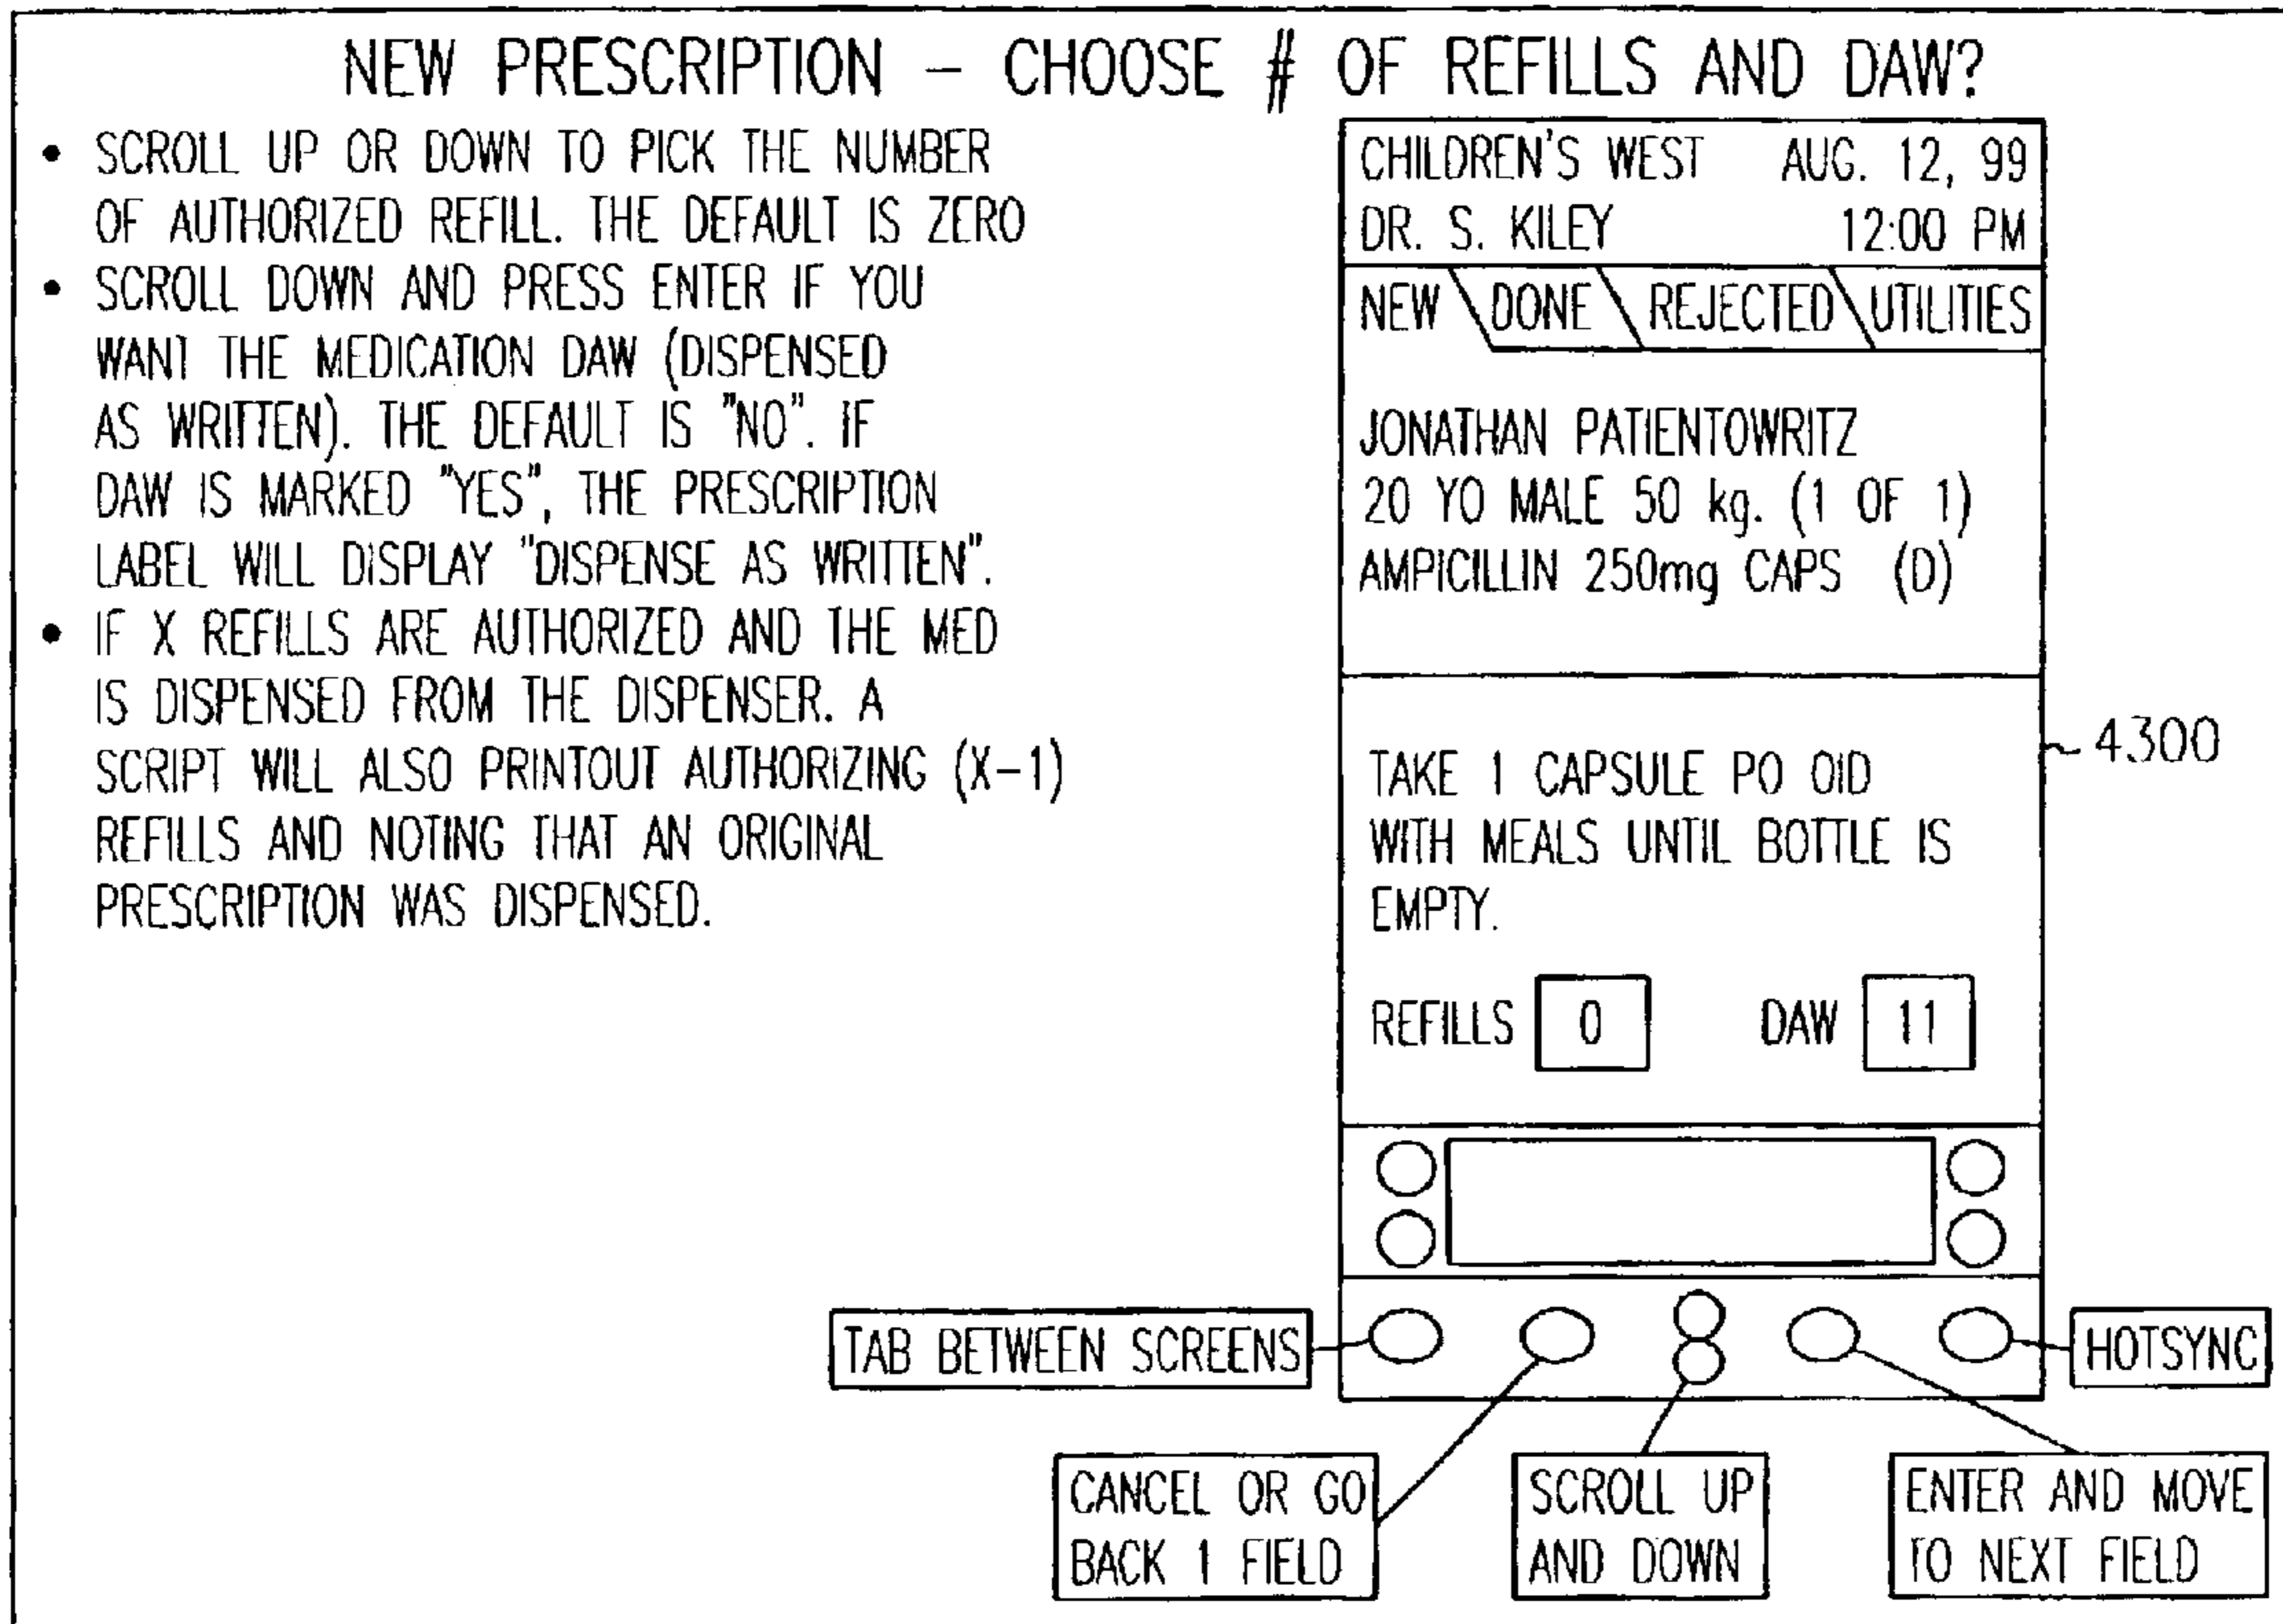 NEW PRESCRIPTION – CHOOSE # OF REFILLS AND DAW?
• SCROLL UP OR DOWN TO PICK THE NUMBER
OF AUTHORIZED REFILL. THE DEFAULT IS ZERO
• SCROLL DOWN AND PRESS ENTER IF YOU
WANT THE MEDICATION DAW (DISPENSED
AS WRITTEN). THE DEFAULT IS "NO". IF
DAW IS MARKED "YES", THE PRESCRIPTION
LABEL WILL DISPLAY "DISPENSE AS WRITTEN".
• IF X REFILLS ARE AUTHORIZED AND THE MED
IS DISPENSED FROM THE DISPENSER. A
SCRIPT WILL ALSO PRINTOUT AUTHORIZING (X–1)
REFILLS AND NOTING THAT AN ORIGINAL
PRESCRIPTION WAS DISPENSED.
CHILDREN'S WEST AUG. 12, 99
DR. S. KILEY 12:00 PM
NEW DONE REJECTED UTILITIES
JONATHAN PATIENTOWRITZ
20 YO MALE 50 kg. (1 OF 1)
AMPICILLIN 250mg CAPS (D)
4300
TAKE 1 CAPSULE PO OID
WITH MEALS UNTIL BOTTLE IS
EMPTY.
REFILLS 0 DAW 11
TAB BETWEEN SCREENS
HOTSYNC
CANCEL OR GO
BACK 1 FIELD
SCROLL UP
AND DOWN
ENTER AND MOVE
TO NEXT FIELD